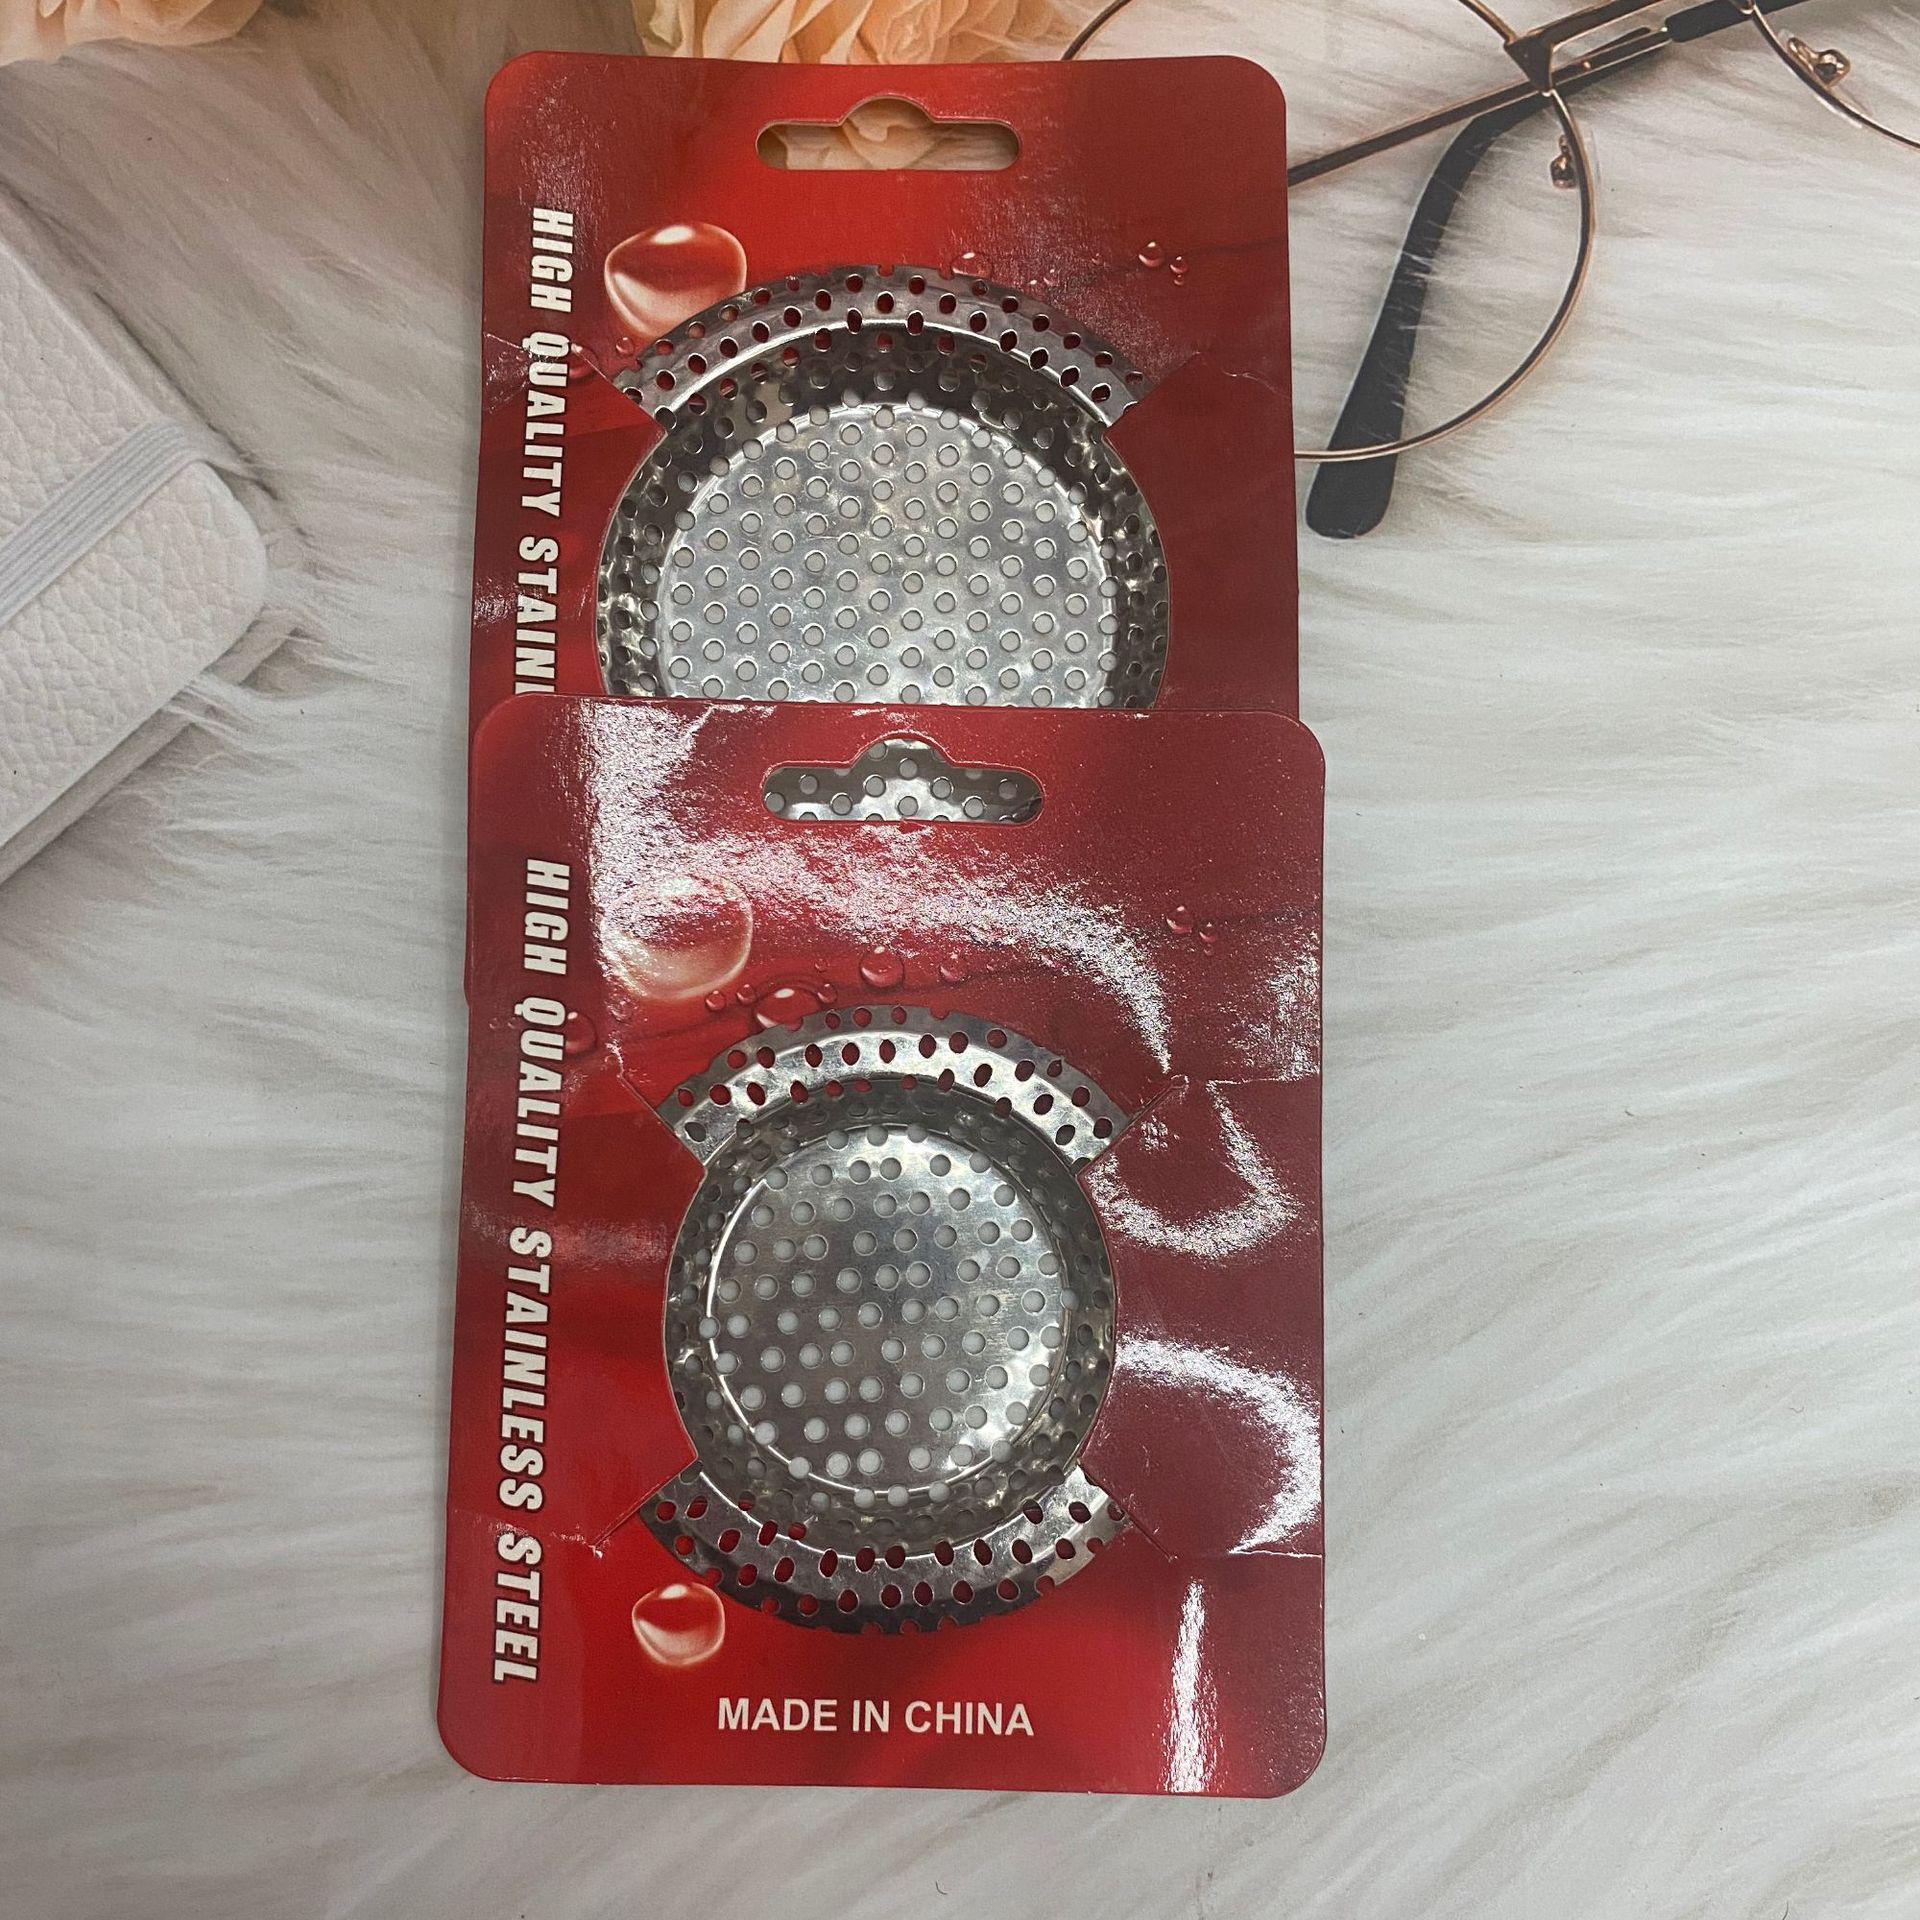 HIGH QUALITY STAINL
HIGH QUALITY STAINLESS STEEL
MADE IN CHINA